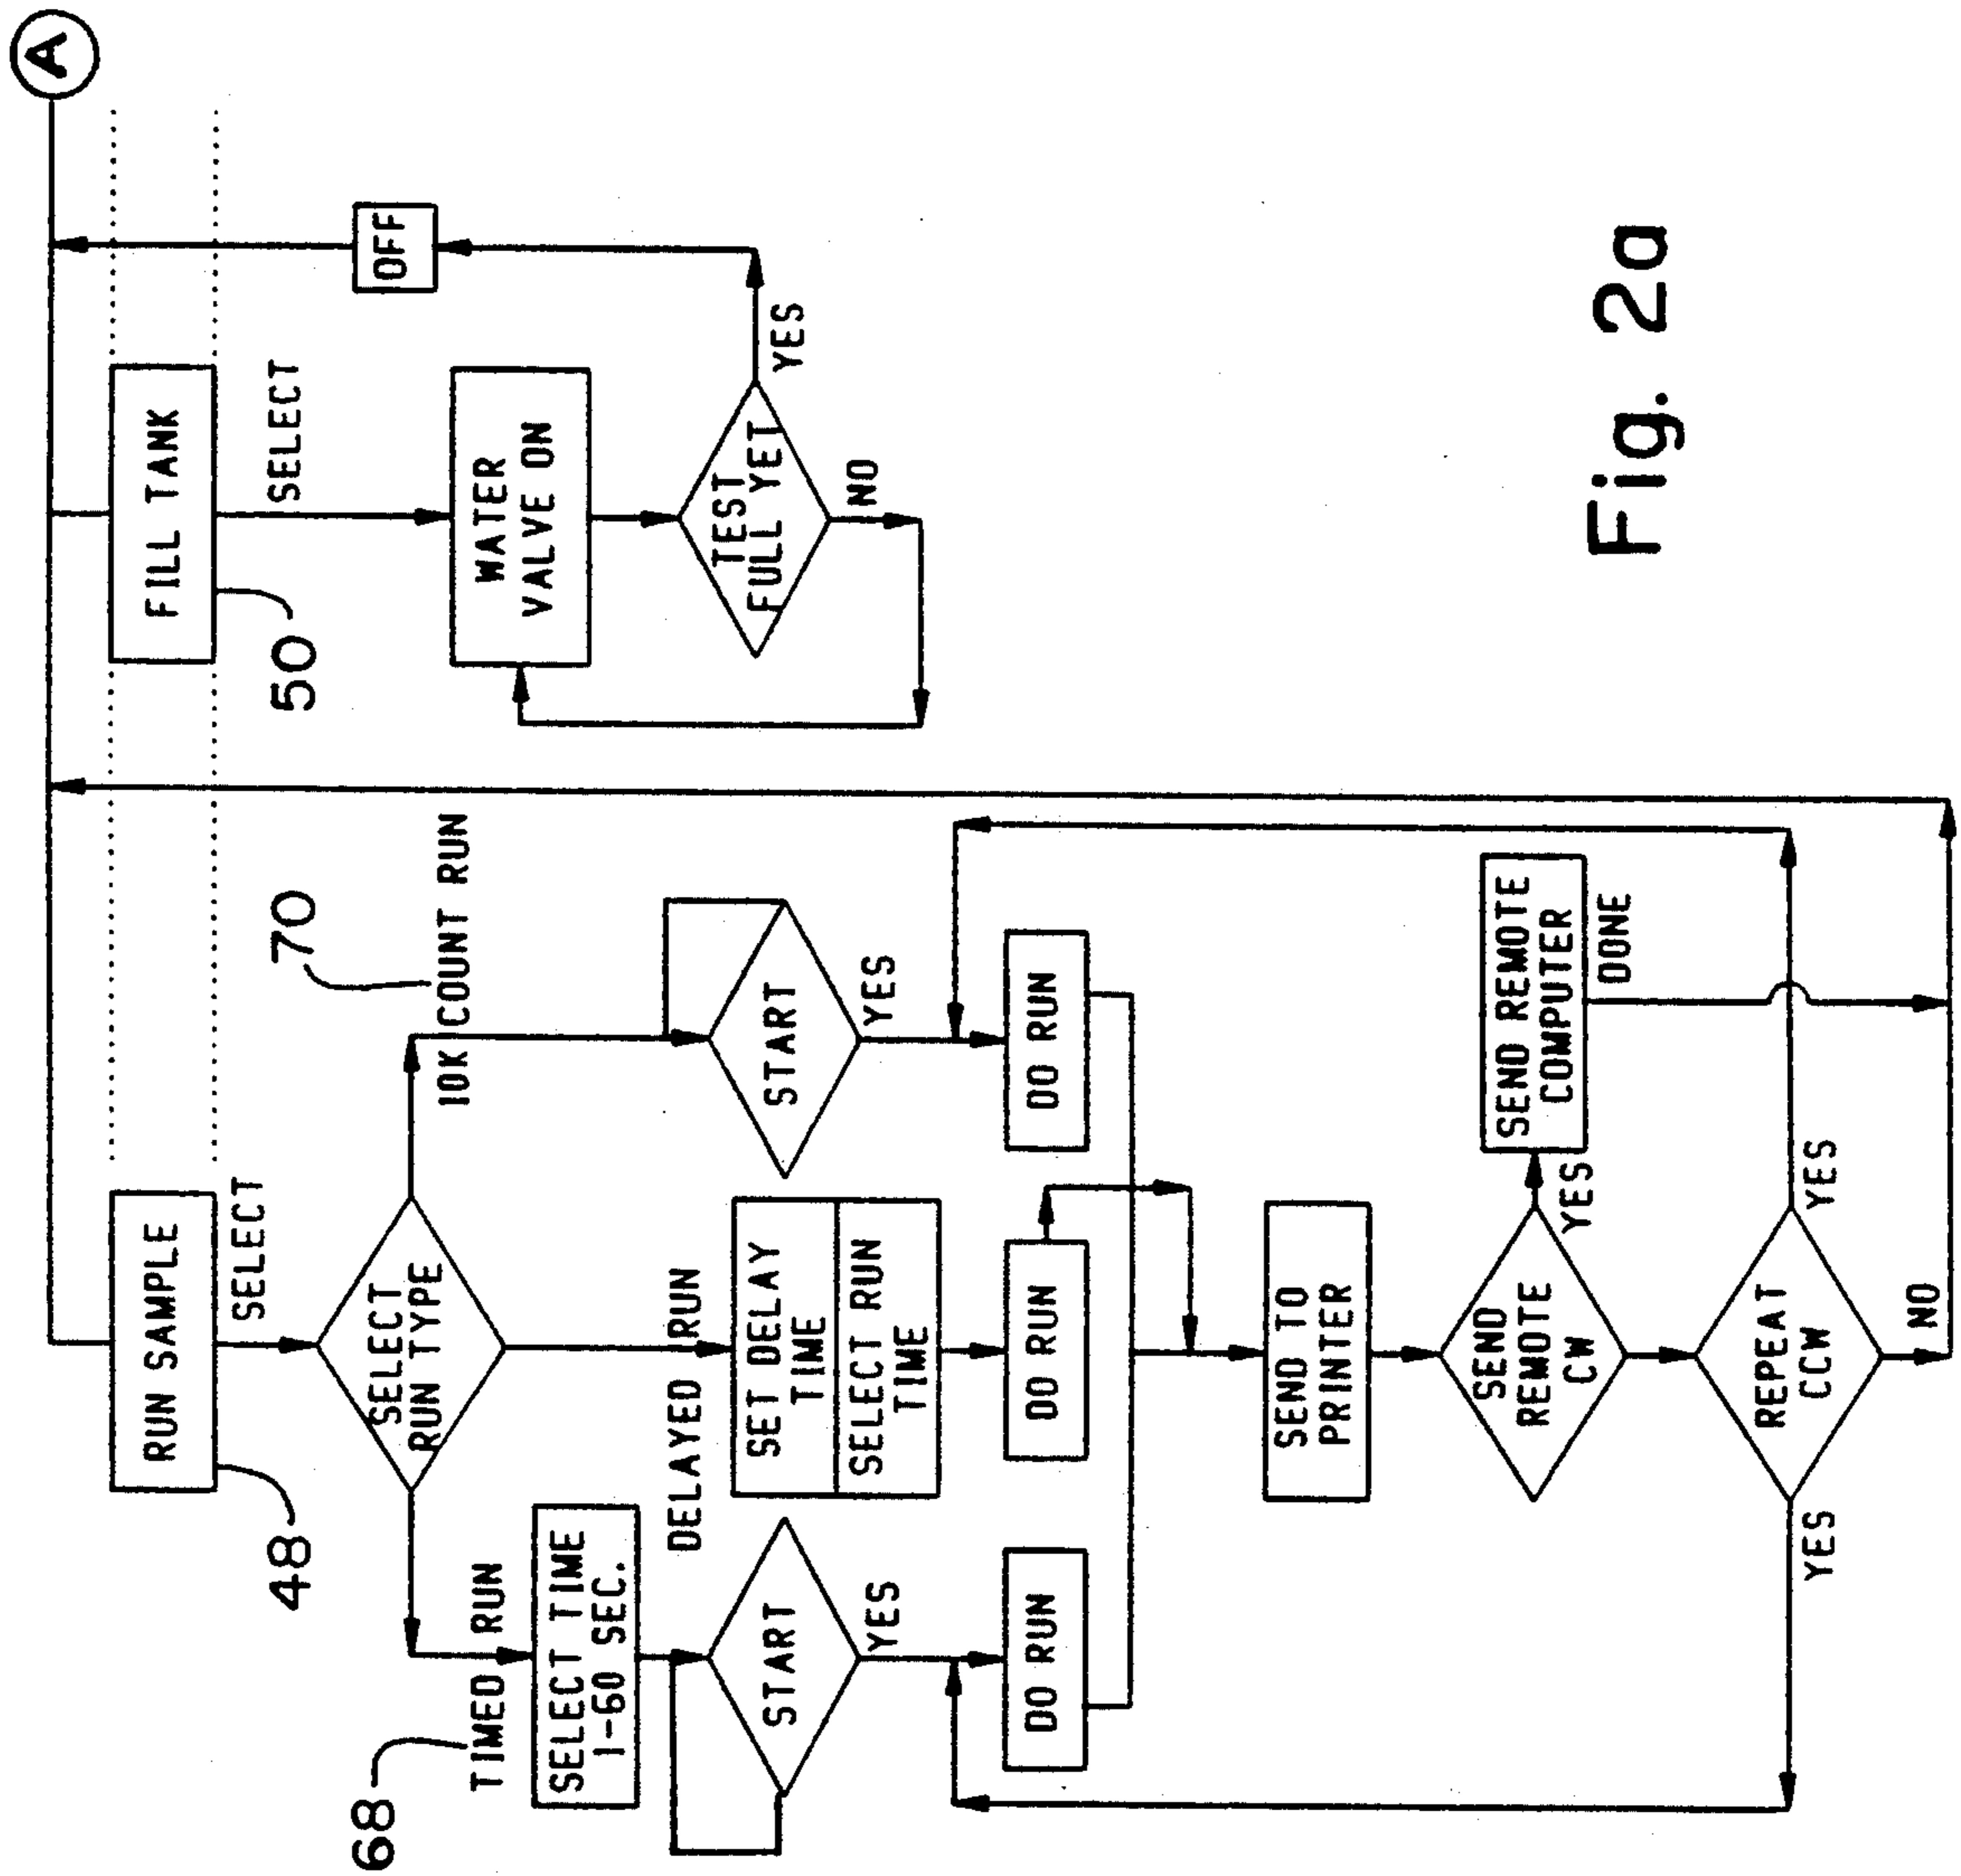 A
RUN SAMPLE
FILL TANK
48
SELECT
50
SELECT
OFF
SELECT
RUN TYPE
70
10K COUNT RUN
68
TIMED RUN
SELECT TIME
1-60 SEC.
WATER
VALVE ON
DELAYED RUN
SET DELAY
TIME
SELECT RUN
TIME
START
START
TEST
FULL YET
YES
NO
YES
YES
DO RUN
DO RUN
DO RUN
SEND TO
PRINTER
SEND
REMOTE
CW
YES
SEND REMOTE
COMPUTER
DONE
REPEAT
CCW
YES
YES
NO
Fig. 2a